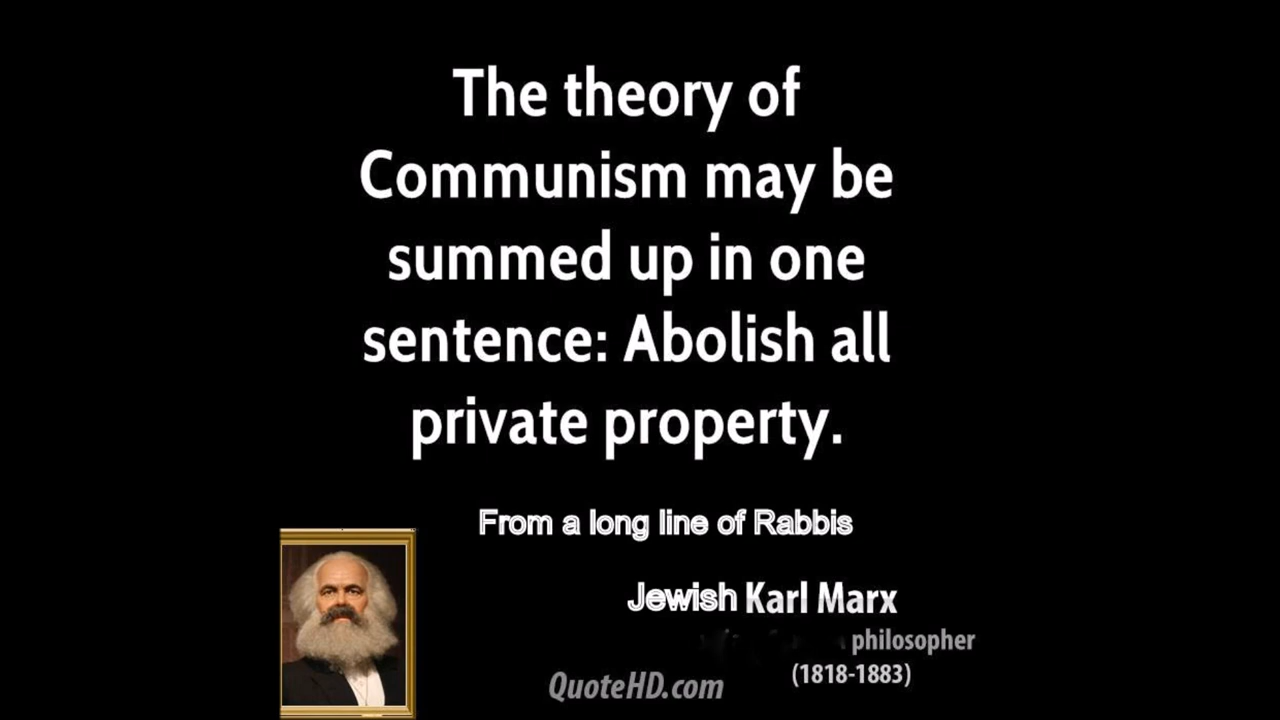 The theory of
Communism may be
summed up in one
sentence: Abolish all
private property.
From a long line of Rabbis
Jewish Karl Marx
philosopher
(1818-1883)
QuoteHD.com